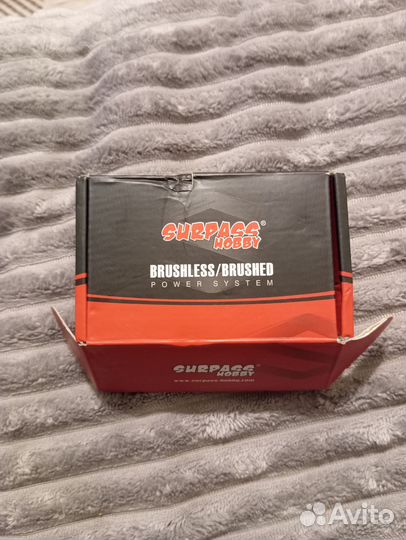 SURPASS®
HOBBY
BRUSHLESS/BRUSHED
POWER SYSTEM
SURPASS®
HOBBY
www.surpass-hobby.com
Avito